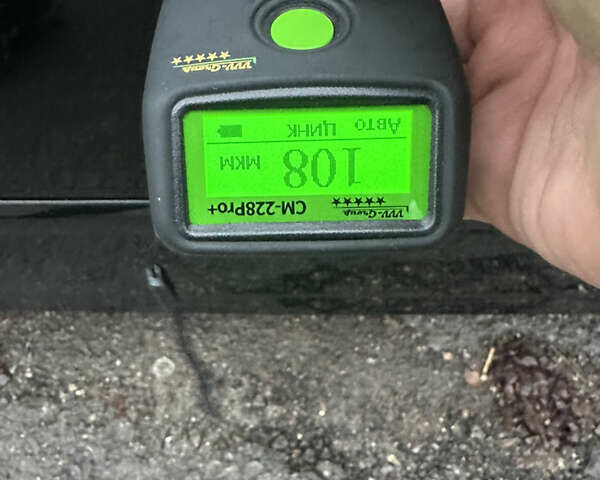 VVV-Group CM-228Pro+
108 МКМ
Авто ЦИНК
VVV-Group